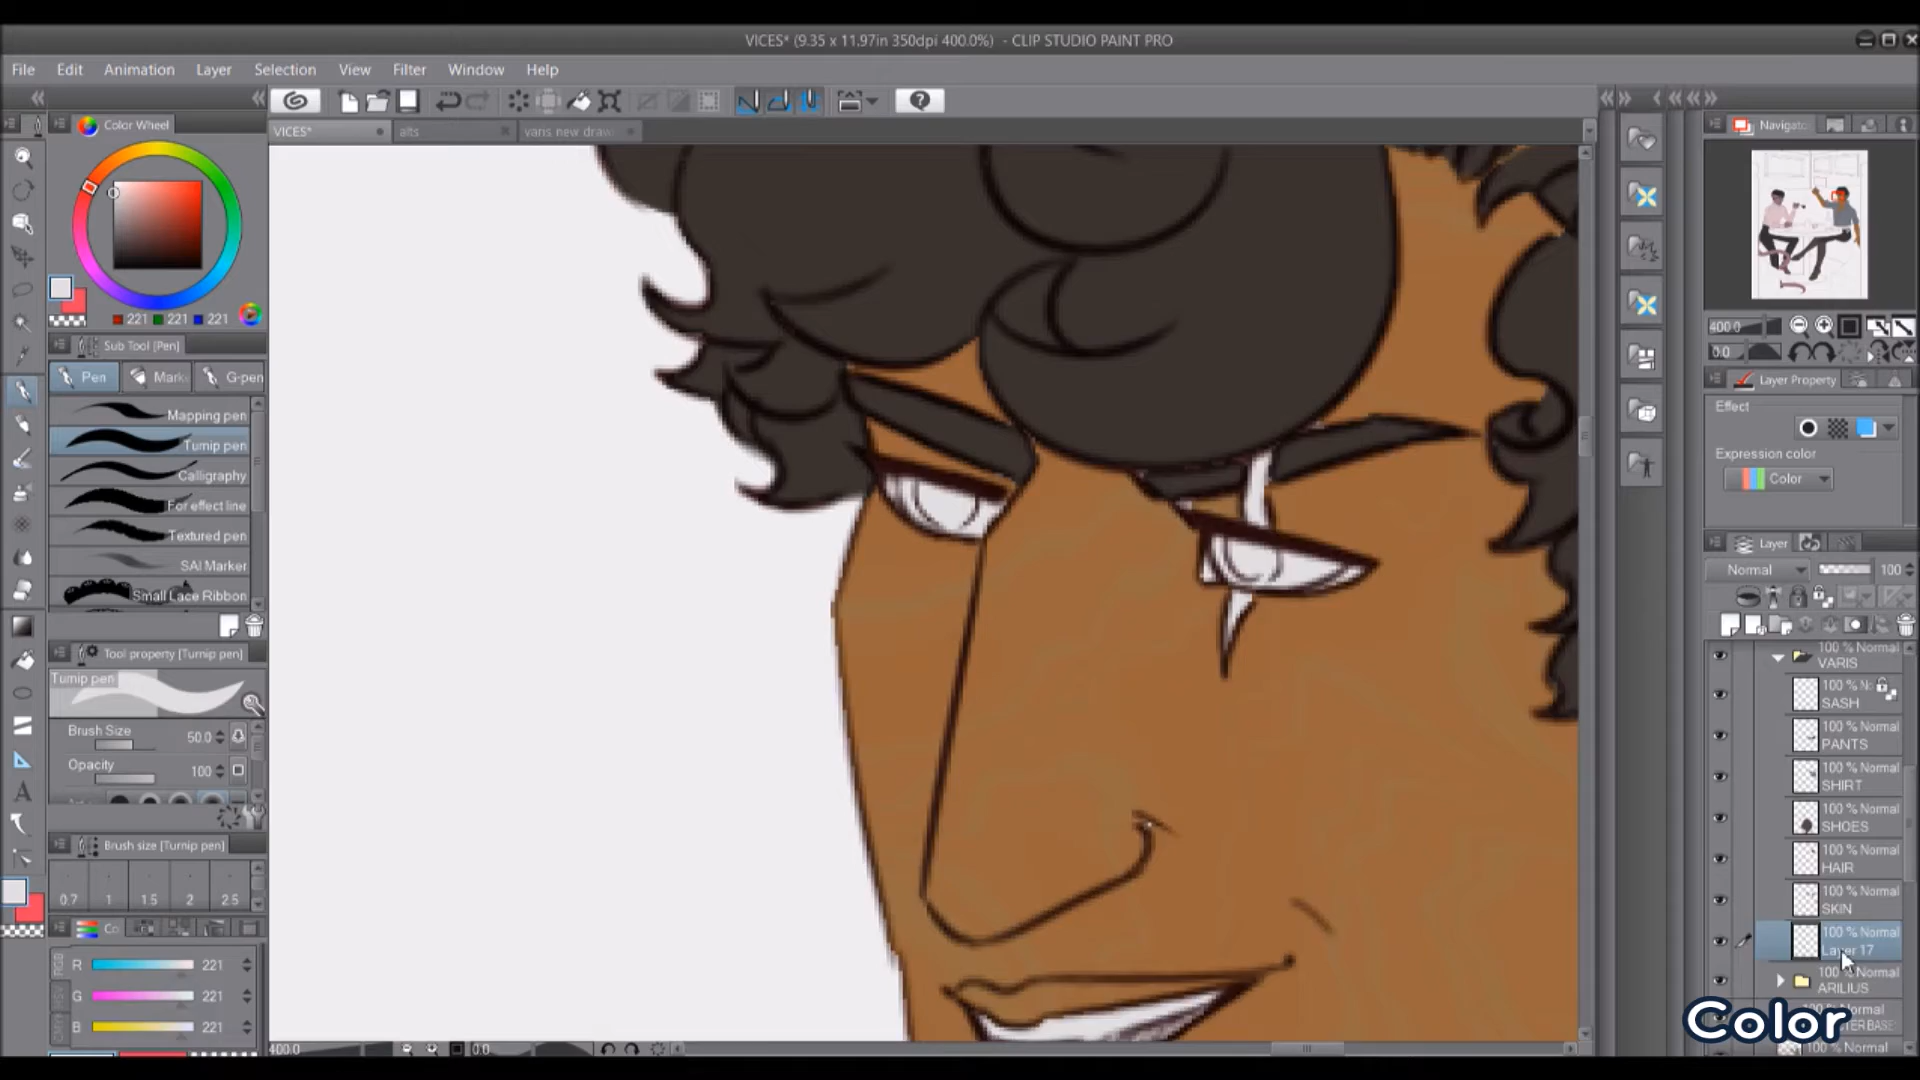 VICES* (9.35 x 11.97in 350dpi 400.0%) - CLIP STUDIO PAINT PRO
File Edit Animation Layer Selection View Filter Window Help
VICES* alts
Color Wheel
221 221 221
Sub Tool [Pen]
Pen Mark G-pen
Mapping pen
Turnip pen
Calligraphy
For effect line
Textured pen
SAI Marker
Small Lace Ribbon
Tool property [Turnip pen]
Turnip pen
Brush Size 50.0
Opacity 100
Brush size [Turnip pen]
0.7 1 1.5 2 2.5
Co
R 221
G 221
B 221
400.0 0.0
Navigato
400.0
0.0
Layer Property
Effect
Expression color
Color
Layer
Normal 100
100 % Normal
VARIS
100 % No
SASH
100 % Normal
PANTS
100 % Normal
SHIRT
100 % Normal
SHOES
100 % Normal
HAIR
100 % Normal
SKIN
100 % Normal
Layer 17
100 % Normal
ARILIUS
100 % Normal
Color